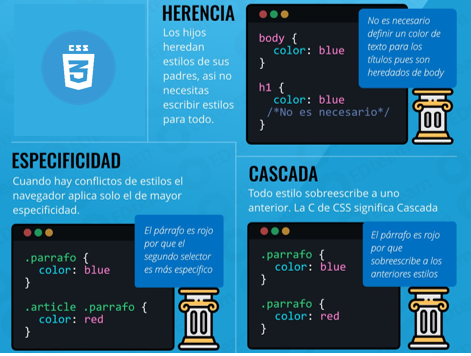 CSS
HERENCIA
Los hijos
heredan
estilos de sus
padres, asi no
necesitas
escribir estilos
para todo.
body {
color: blue
}
h1 {
color: blue
/*No es necesario*/
}
No es necesario
definir un color de
texto para los
títulos pues son
heredados de body
ESPECIFICIDAD
Cuando hay conflictos de estilos el
navegador aplica solo el de mayor
especificidad.
.parrafo {
color: blue
}
.article .parrafo {
color: red
}
El párrafo es rojo
por que el
segundo selector
es más específico
CASCADA
Todo estilo sobreescribe a uno
anterior. La C de CSS significa Cascada
.parrafo {
color: blue
}
.parrafo {
color: red
}
El párrafo es rojo
por que
sobreescribe a los
anteriores estilos